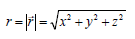 r = |r⃗| = √(x² + y² + z²)